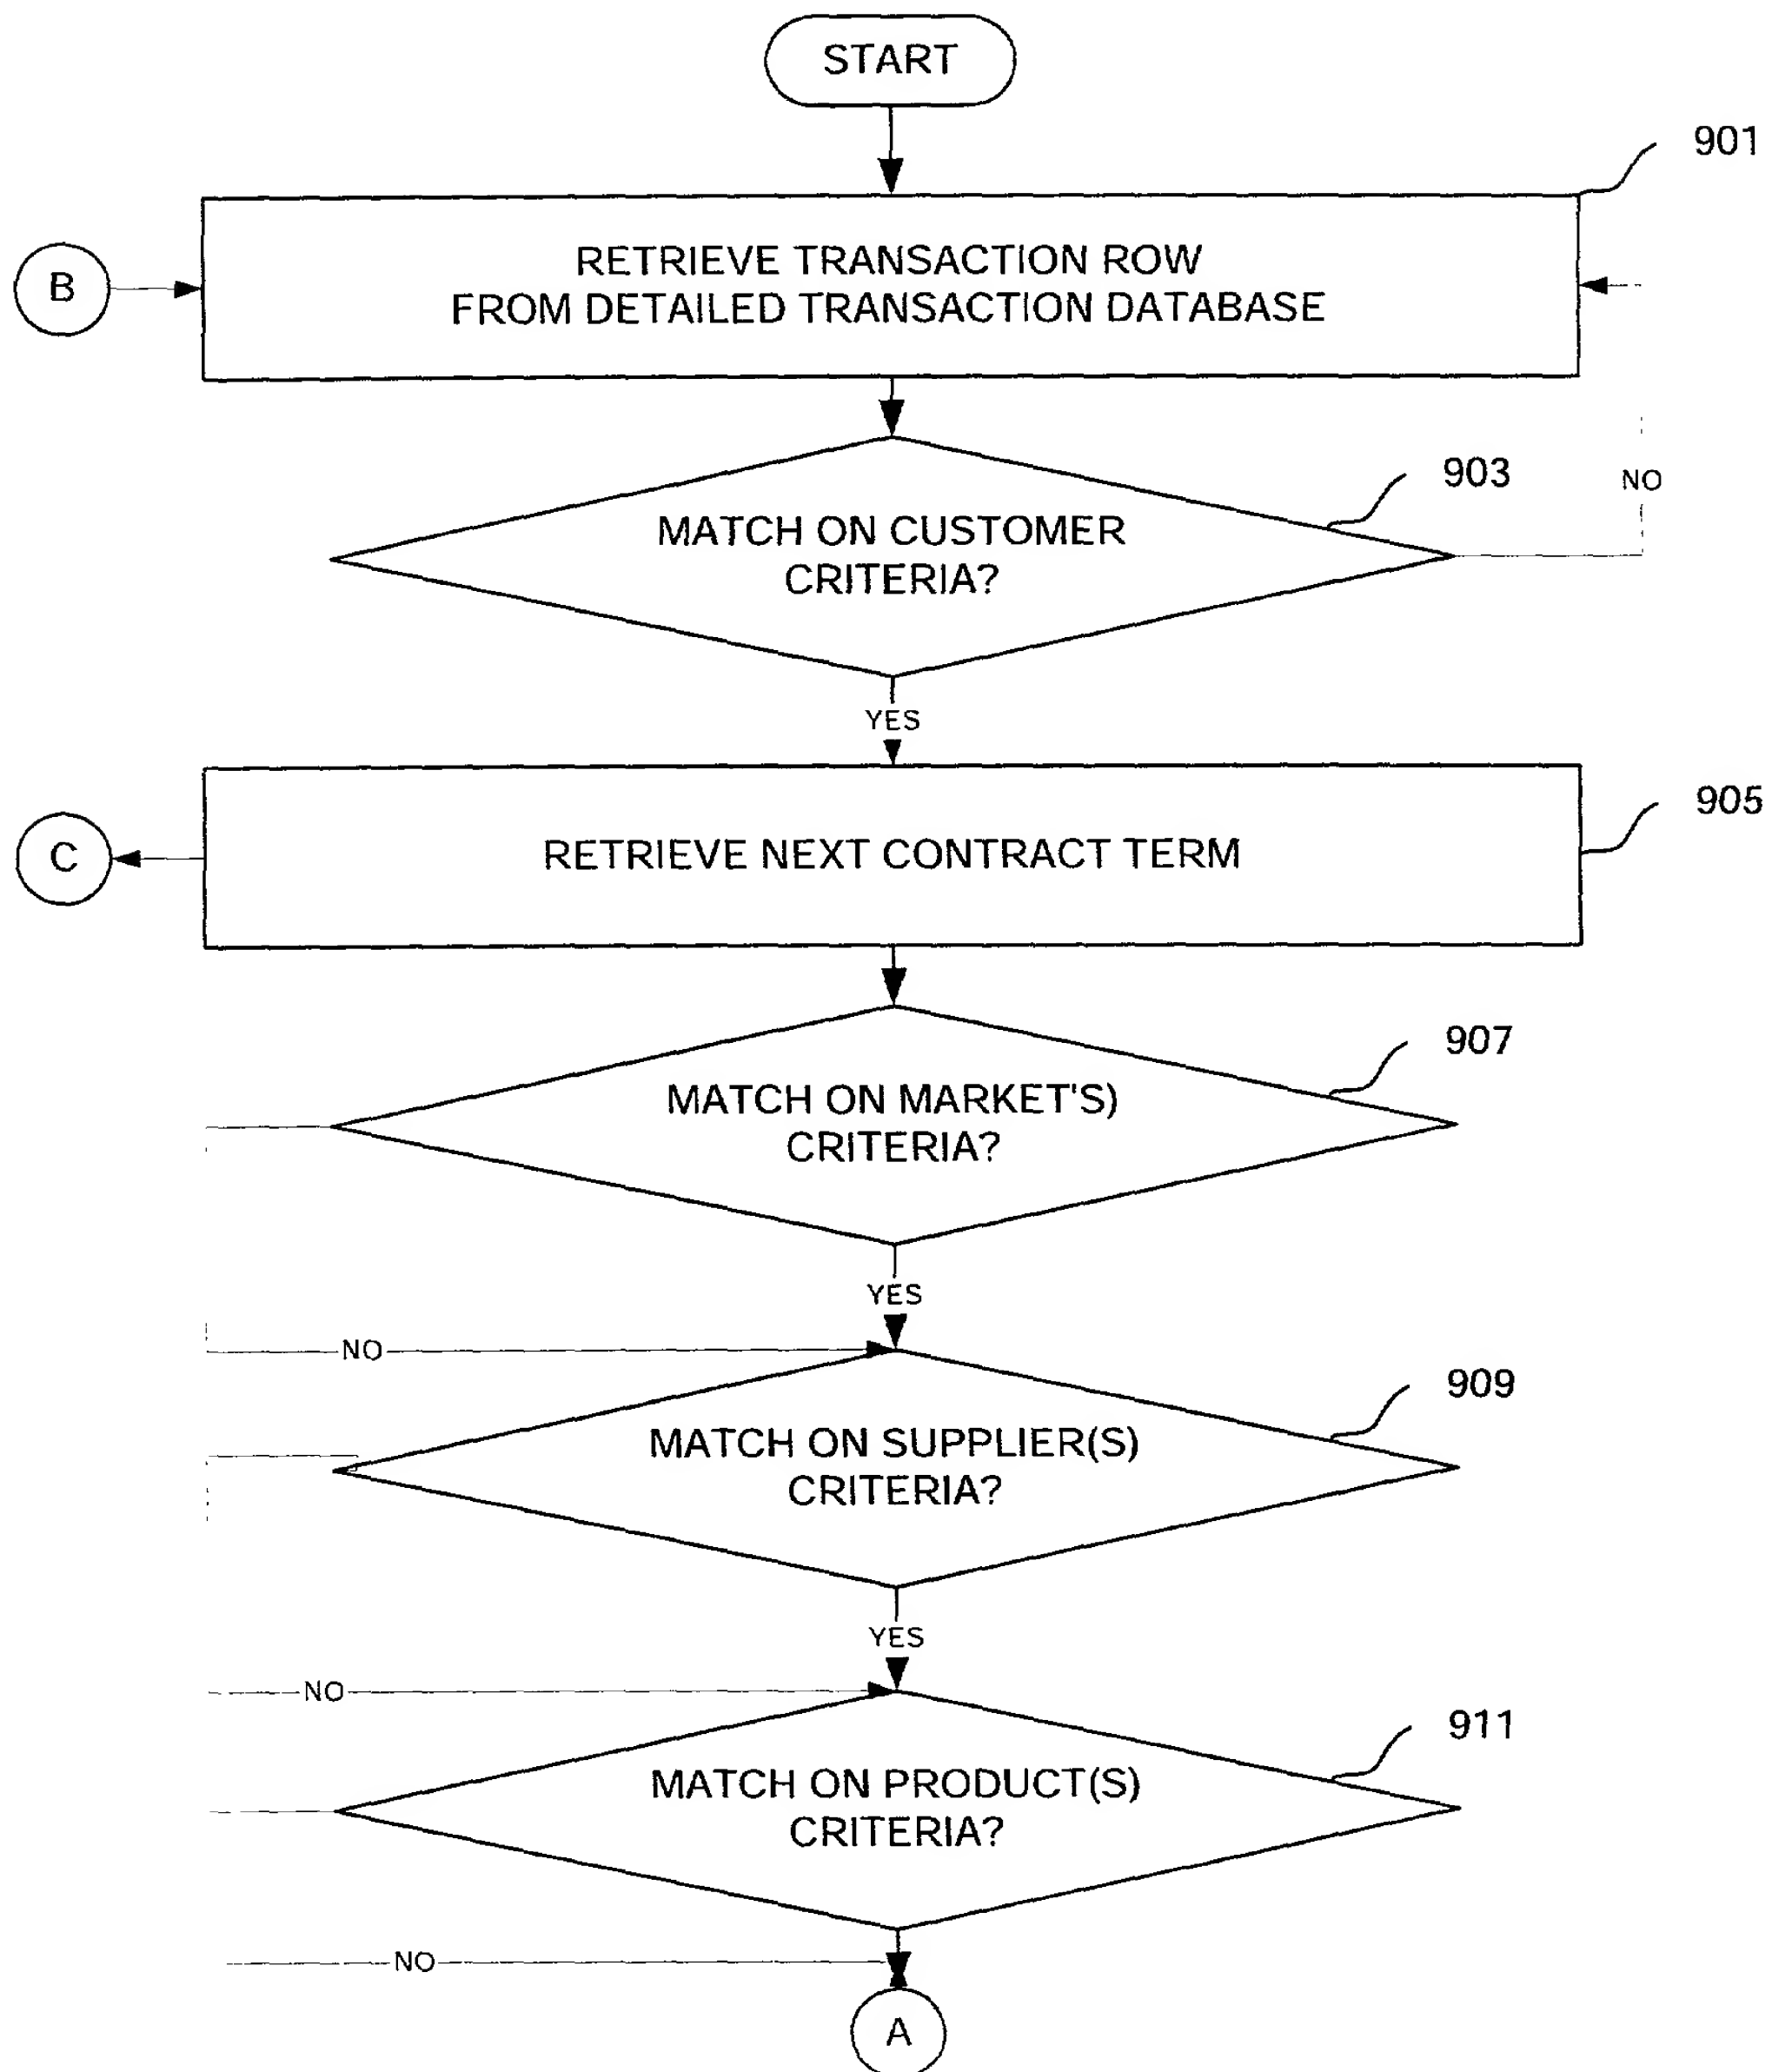 START
901
RETRIEVE TRANSACTION ROW
FROM DETAILED TRANSACTION DATABASE
B
903
NO
MATCH ON CUSTOMER
CRITERIA?
YES
905
RETRIEVE NEXT CONTRACT TERM
C
907
MATCH ON MARKET'S)
CRITERIA?
YES
NO
909
MATCH ON SUPPLIER(S)
CRITERIA?
YES
NO
911
MATCH ON PRODUCT(S)
CRITERIA?
NO
A